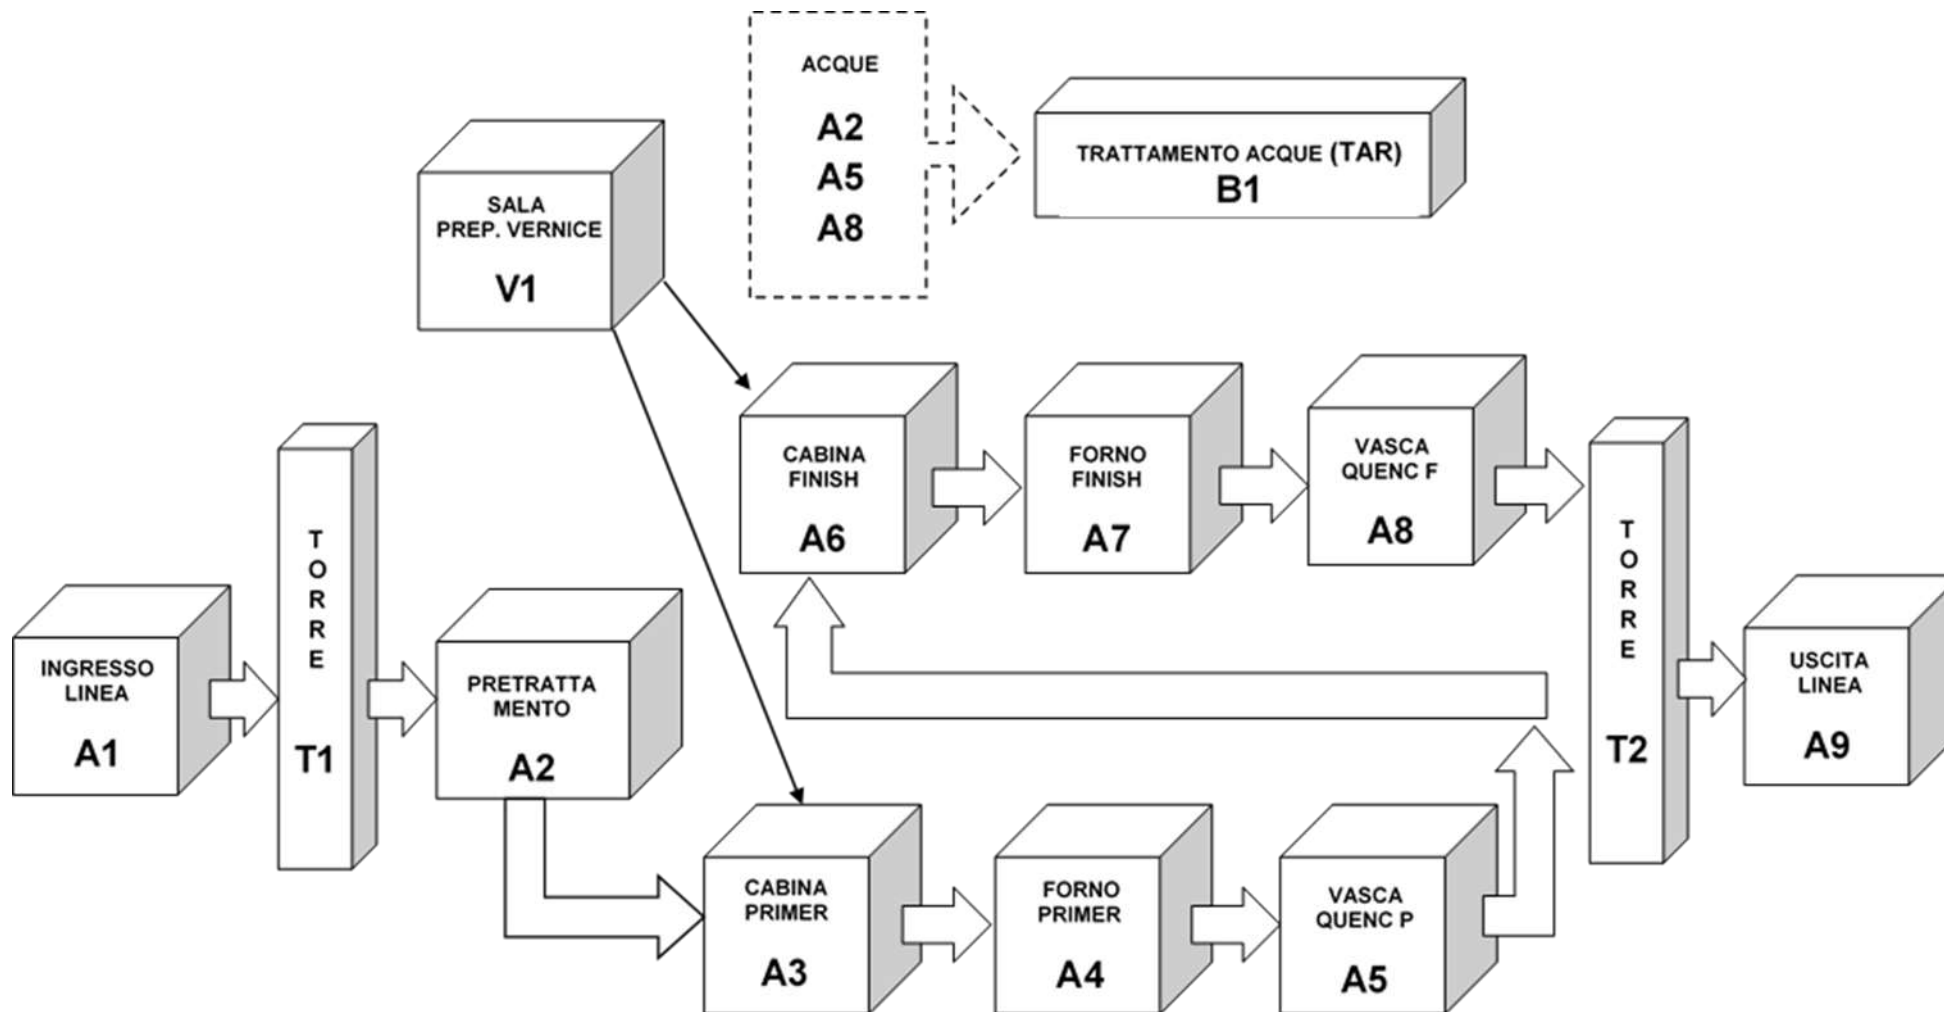 ACQUE
A2
A5
A8
TRATTAMENTO ACQUE (TAR)
B1
SALA
PREP. VERNICE
V1
CABINA
FINISH
A6
FORNO
FINISH
A7
VASCA
QUENC F
A8
INGRESSO
LINEA
A1
T
O
R
R
E
T1
PRETRATTA
MENTO
A2
T
O
R
R
E
T2
USCITA
LINEA
A9
CABINA
PRIMER
A3
FORNO
PRIMER
A4
VASCA
QUENC P
A5